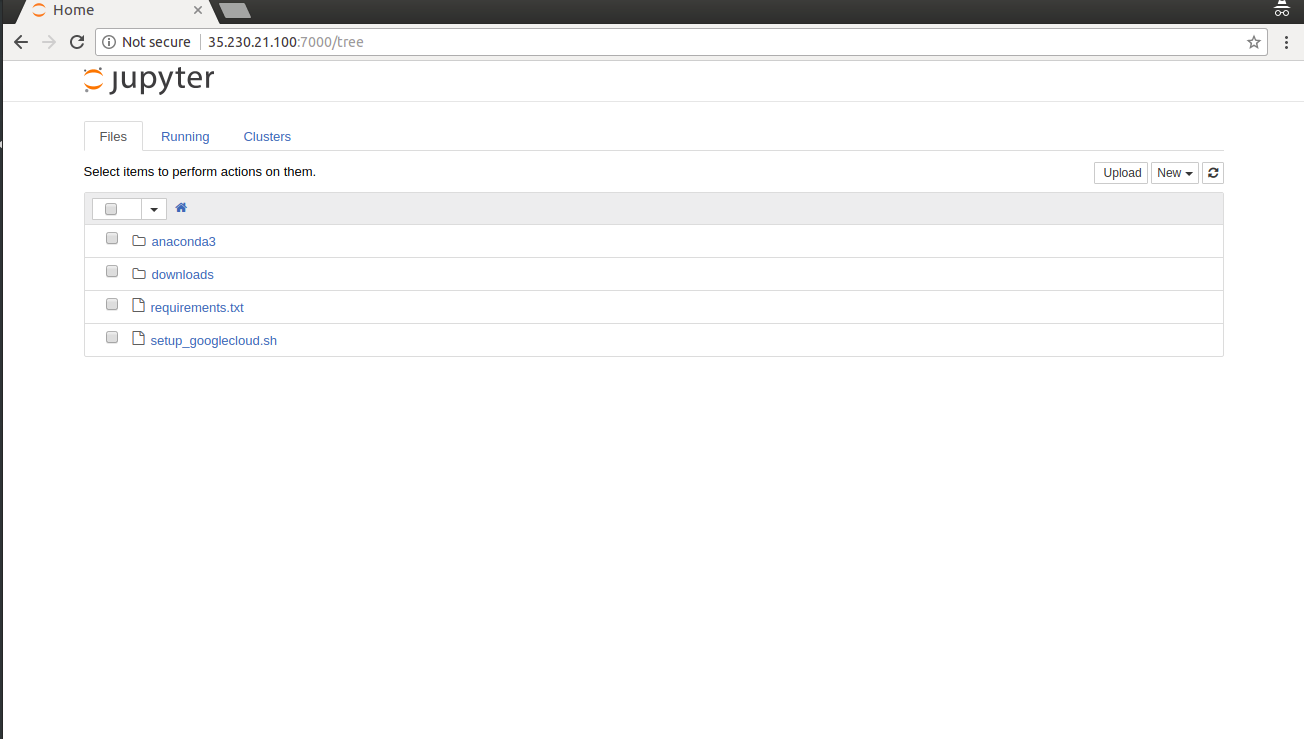 Home
Not secure 35.230.21.100:7000/tree
jupyter
Files Running Clusters
Select items to perform actions on them. Upload New
anaconda3
downloads
requirements.txt
setup_googlecloud.sh